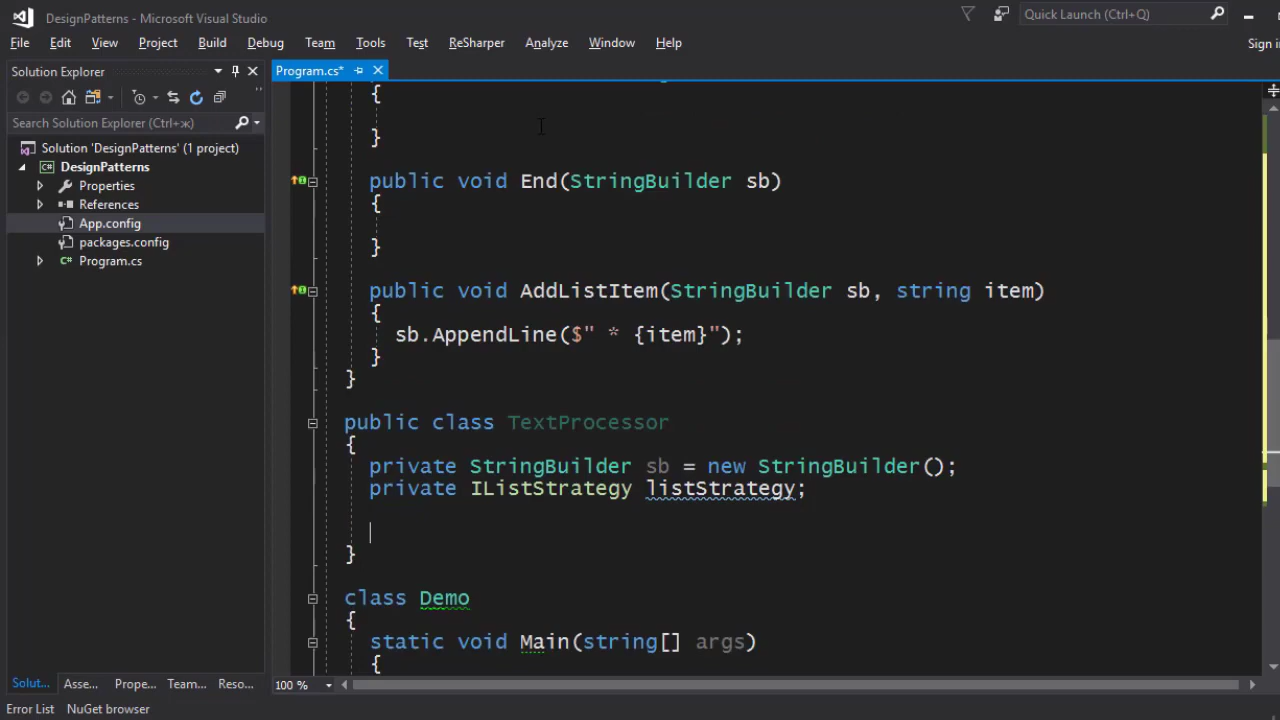 DesignPatterns - Microsoft Visual Studio
Quick Launch (Ctrl+Q)
File Edit View Project Build Debug Team Tools Test ReSharper Analyze Window Help
Sign in
Solution Explorer
Program.cs*
Search Solution Explorer (Ctrl+ж)
Solution 'DesignPatterns' (1 project)
DesignPatterns
Properties
References
App.config
packages.config
Program.cs
{
}
public void End(StringBuilder sb)
{
}
public void AddListItem(StringBuilder sb, string item)
{
sb.AppendLine($" * {item}");
}
}
public class TextProcessor
{
private StringBuilder sb = new StringBuilder();
private IListStrategy listStrategy;
}
class Demo
{
static void Main(string[] args)
{
Solut... Asse... Prope... Team... Reso...
100 %
Error List NuGet browser